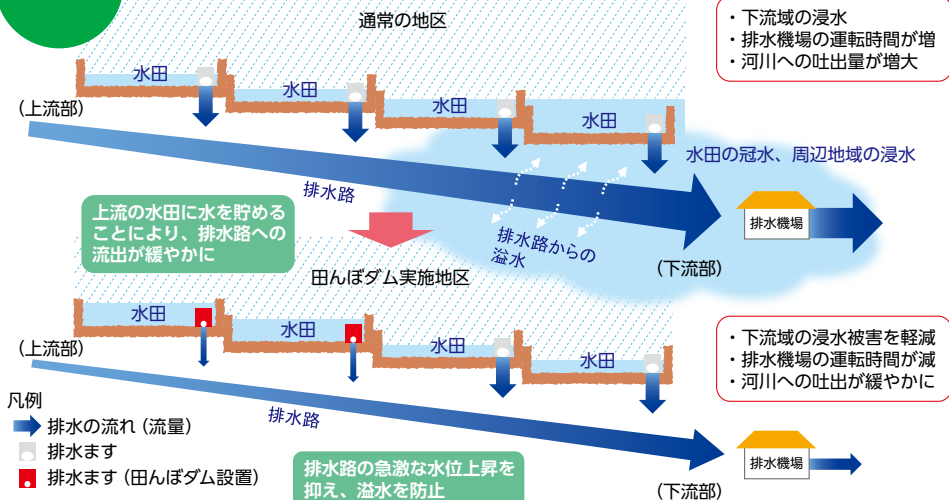 通常の地区
・下流域の浸水
・排水機場の運転時間が増
・河川への吐出量が増大
水田
水田
水田
水田
(上流部)
水田の冠水、周辺地域の浸水
排水路
排水機場
上流の水田に水を貯める
ことにより、排水路への
流出が緩やかに
排水路からの
溢水
(下流部)
田んぼダム実施地区
水田
水田
水田
水田
(上流部)
・下流域の浸水被害を軽減
・排水機場の運転時間が減
・河川への吐出が緩やかに
凡例
排水の流れ(流量)
排水ます
排水ます(田んぼダム設置)
排水路
排水機場
排水路の急激な水位上昇を
抑え、溢水を防止
(下流部)